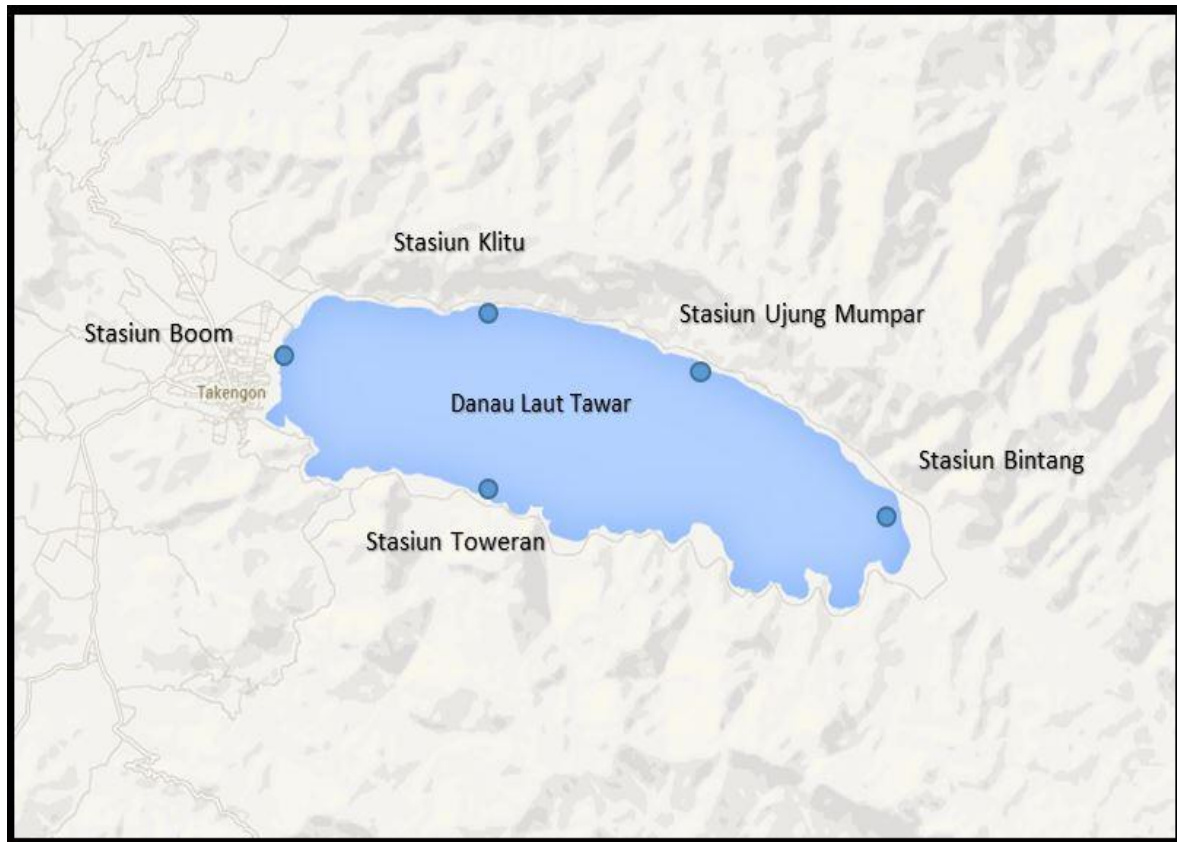 Stasiun Klitu
Stasiun Ujung Mumpar
Stasiun Boom
Takengon
Danau Laut Tawar
Stasiun Bintang
Stasiun Toweran